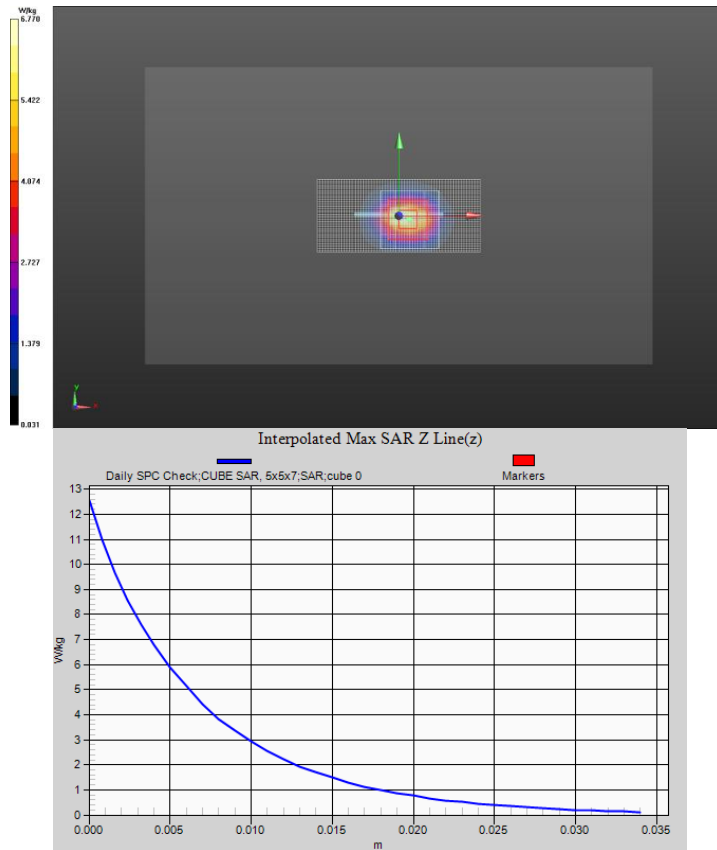 W/kg
6.770
5.422
4.074
2.727
1.379
0.031
y
x
Interpolated Max SAR Z Line(z)
Daily SPC Check;CUBE SAR, 5x5x7;SAR;cube 0 Markers
13
12
11
10
9
8
7
6
5
4
3
2
1
0
W/kg
0.000 0.005 0.010 0.015 0.020 0.025 0.030 0.035
m